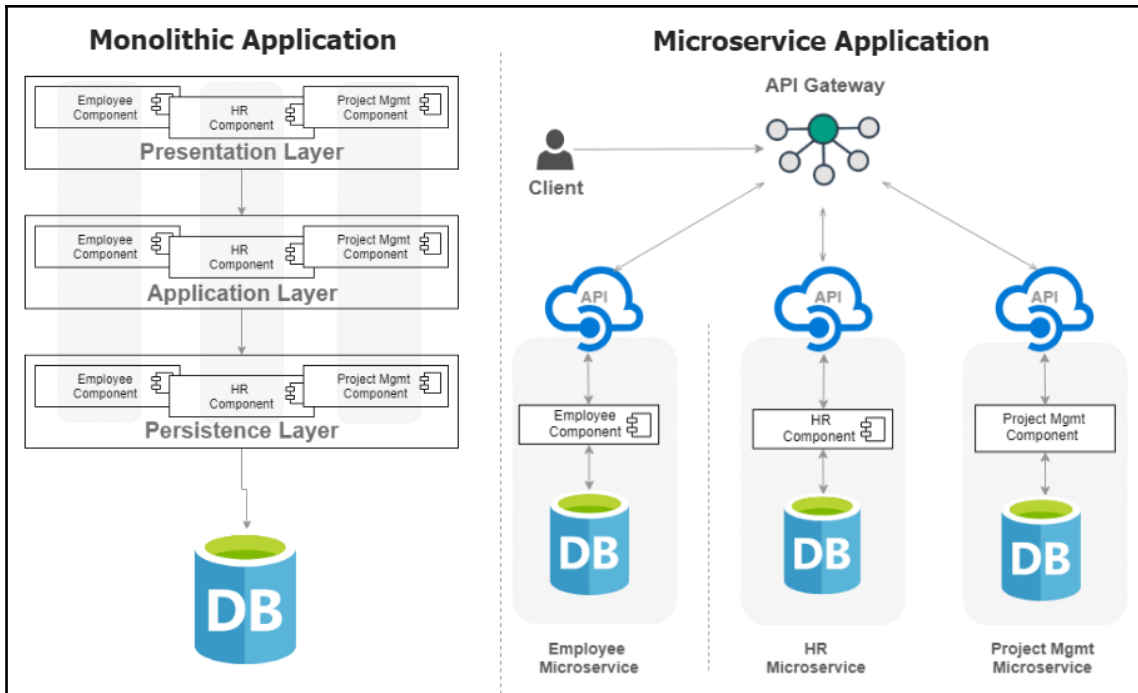 Monolithic Application
Employee
Component
HR
Component
Project Mgmt
Component
Presentation Layer
Employee
Component
HR
Component
Project Mgmt
Component
Application Layer
Employee
Component
HR
Component
Project Mgmt
Component
Persistence Layer
DB
Microservice Application
API Gateway
Client
API
API
API
Employee
Component
HR
Component
Project Mgmt
Component
DB
DB
DB
Employee
Microservice
HR
Microservice
Project Mgmt
Microservice